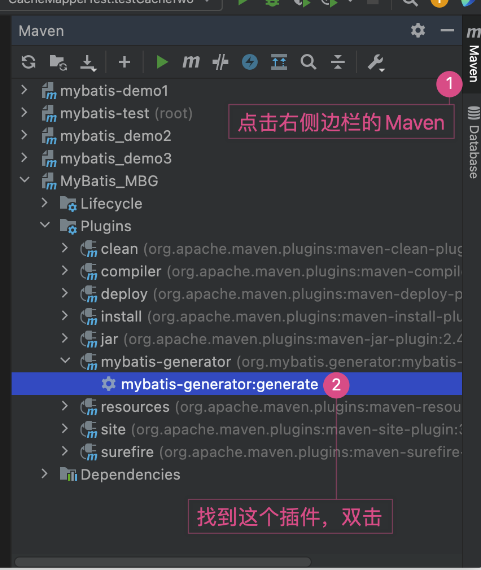 CacheMapperTest.testCacheTwo
Maven
m
Maven
1
点击右侧边栏的Maven
Database
mybatis-demo1
mybatis-test (root)
mybatis_demo2
mybatis_demo3
MyBatis_MBG
Lifecycle
Plugins
clean (org.apache.maven.plugins:maven-clean-plug
compiler (org.apache.maven.plugins:maven-compil
deploy (org.apache.maven.plugins:maven-deploy-p
install (org.apache.maven.plugins:maven-install-plu
jar (org.apache.maven.plugins:maven-jar-plugin:2.4
mybatis-generator (org.mybatis.generator:mybatis-
mybatis-generator:generate 2
resources (org.apache.maven.plugins:maven-resou
site (org.apache.maven.plugins:maven-site-plugin:3
surefire (org.apache.maven.plugins:maven-surefire-
Dependencies
找到这个插件，双击